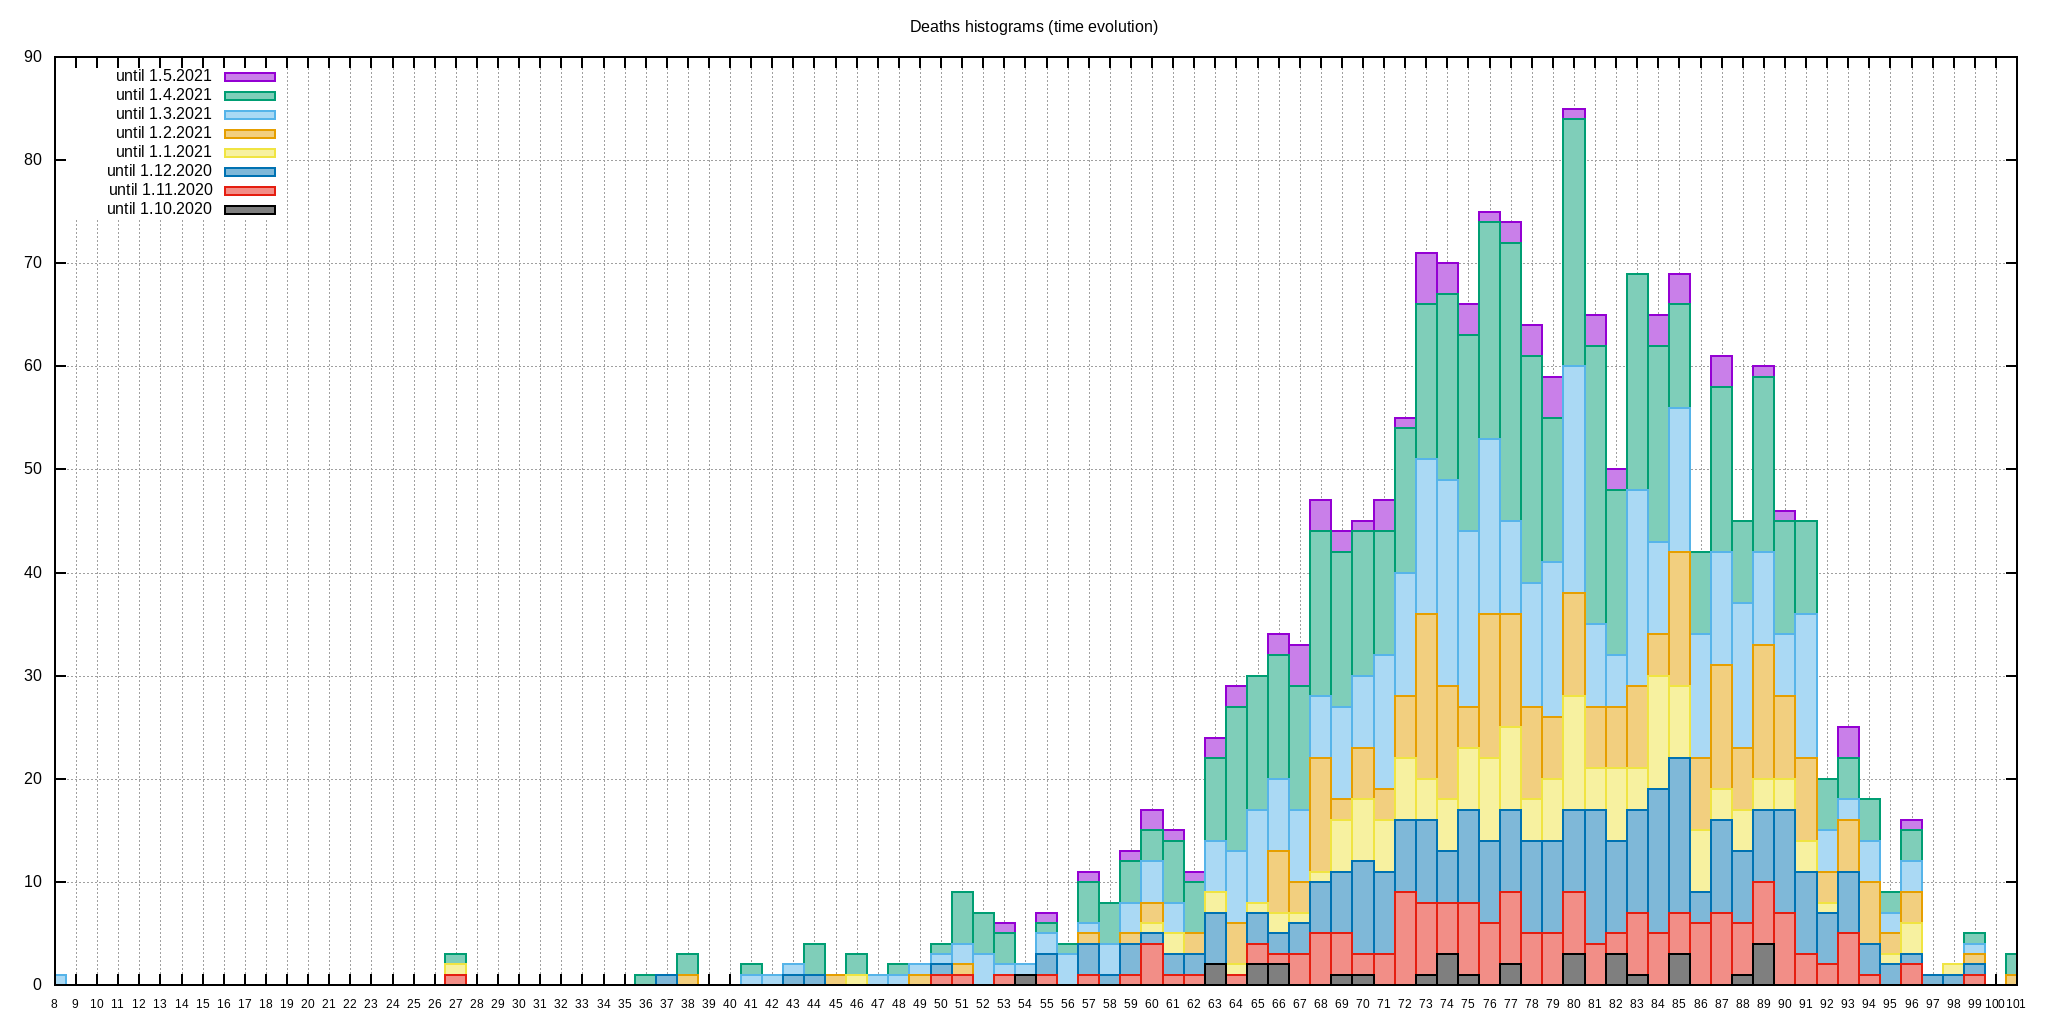 Deaths histograms (time evolution)
90
80
70
60
50
40
30
20
10
0
until 1.5.2021
until 1.4.2021
until 1.3.2021
until 1.2.2021
until 1.1.2021
until 1.12.2020
until 1.11.2020
until 1.10.2020
8 9 10 11 12 13 14 15 16 17 18 19 20 21 22 23 24 25 26 27 28 29 30 31 32 33 34 35 36 37 38 39 40 41 42 43 44 45 46 47 48 49 50 51 52 53 54 55 56 57 58 59 60 61 62 63 64 65 66 67 68 69 70 71 72 73 74 75 76 77 78 79 80 81 82 83 84 85 86 87 88 89 90 91 92 93 94 95 96 97 98 99 100 101